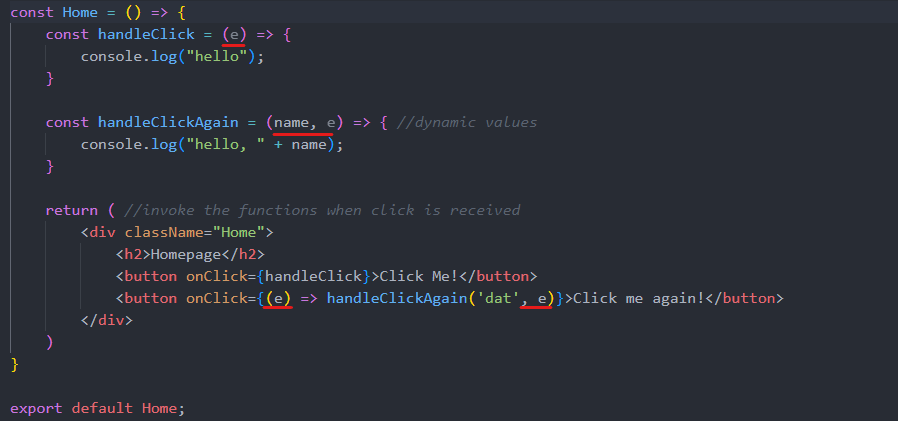 const Home = () => {
    const handleClick = (e) => {
        console.log("hello");
    }

    const handleClickAgain = (name, e) => { //dynamic values
        console.log("hello, " + name);
    }

    return ( //invoke the functions when click is received
        <div className="Home">
            <h2>Homepage</h2>
            <button onClick={handleClick}>Click Me!</button>
            <button onClick={(e) => handleClickAgain('dat', e)}>Click me again!</button>
        </div>
    )
}

export default Home;